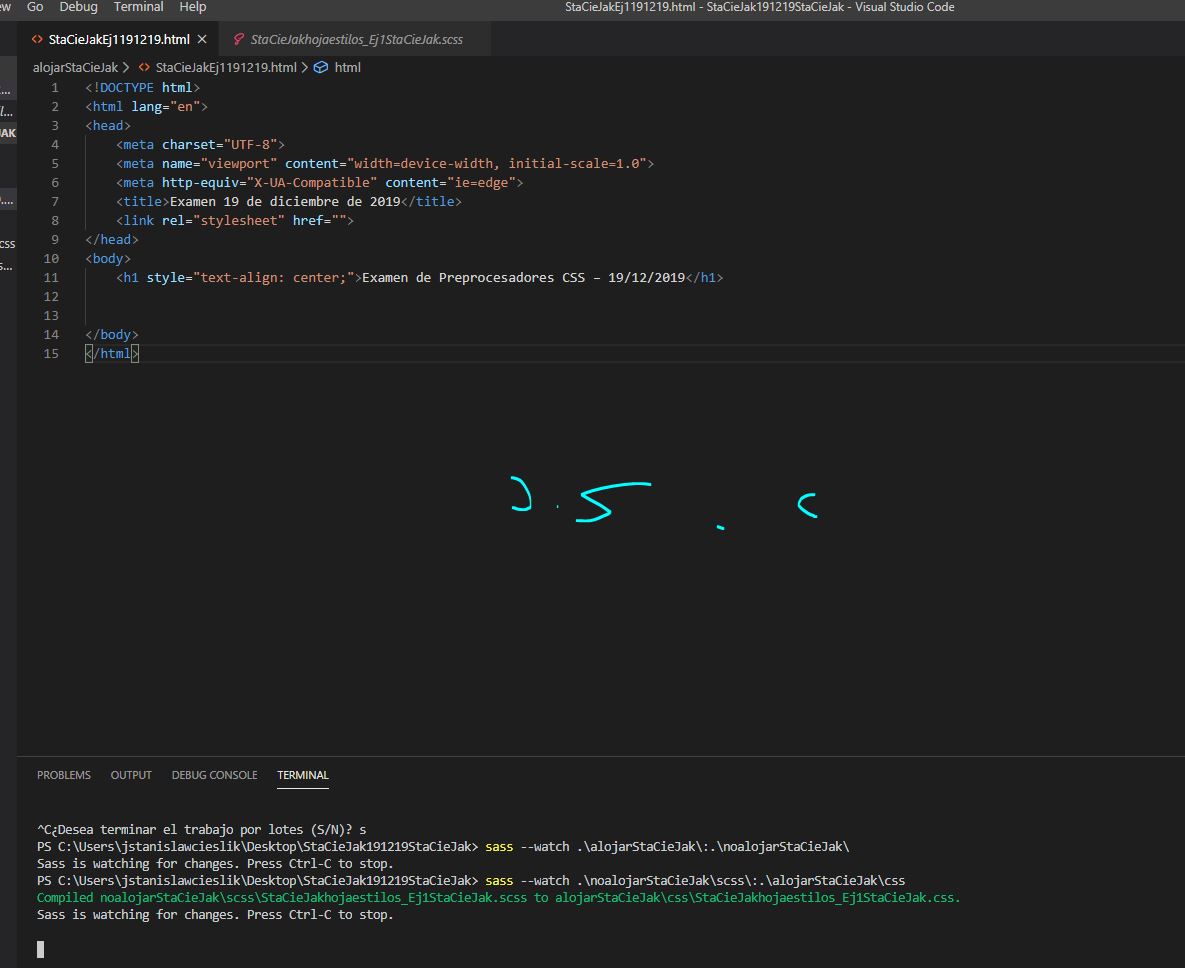 Go Debug Terminal Help StaCieJakEj1191219.html - StaCieJak191219StaCieJak - Visual Studio Code
StaCieJakEj1191219.html StaCieJakhojaestilos_Ej1StaCieJak.scss
alojarStaCieJak > StaCieJakEj1191219.html > html
1 <!DOCTYPE html>
2 <html lang="en">
3 <head>
4 <meta charset="UTF-8">
5 <meta name="viewport" content="width=device-width, initial-scale=1.0">
6 <meta http-equiv="X-UA-Compatible" content="ie=edge">
7 <title>Examen 19 de diciembre de 2019</title>
8 <link rel="stylesheet" href="">
9 </head>
10 <body>
11 <h1 style="text-align: center;">Examen de Preprocesadores CSS – 19/12/2019</h1>
12
13
14 </body>
15 </html>
PROBLEMS OUTPUT DEBUG CONSOLE TERMINAL
^C¿Desea terminar el trabajo por lotes (S/N)? s
PS C:\Users\jstanislawcieslik\Desktop\StaCieJak191219StaCieJak> sass --watch .\alojarStaCieJak\:.\noalojarStaCieJak\
Sass is watching for changes. Press Ctrl-C to stop.
PS C:\Users\jstanislawcieslik\Desktop\StaCieJak191219StaCieJak> sass --watch .\noalojarStaCieJak\scss\:.\alojarStaCieJak\css
Compiled noalojarStaCieJak\scss\StaCieJakhojaestilos_Ej1StaCieJak.scss to alojarStaCieJak\css\StaCieJakhojaestilos_Ej1StaCieJak.css.
Sass is watching for changes. Press Ctrl-C to stop.